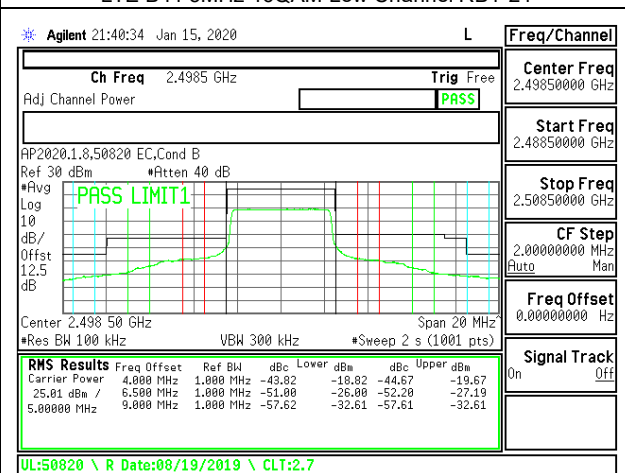 LTE B41 5MHz 16QAM Low Channel RB1-24
Agilent 21:40:34 Jan 15, 2020 L Freq/Channel
Ch Freq 2.4985 GHz Trig Free
Adj Channel Power PASS
Center Freq
2.49850000 GHz
Start Freq
2.48850000 GHz
Stop Freq
2.50850000 GHz
CF Step
2.00000000 MHz
Auto Man
Freq Offset
0.00000000 Hz
Signal Track
On Off
AP2020.1.8,50820 EC,Cond B
Ref 30 dBm #Atten 40 dB
#Avg
Log
10
dB/
Offst
12.5
dB
PASS LIMIT1
Center 2.498 50 GHz Span 20 MHz
#Res BW 100 kHz VBW 300 kHz #Sweep 2 s (1001 pts)
RMS Results Freq Offset Ref BW dBc Lower dBm dBc Upper dBm
Carrier Power 4.000 MHz 1.000 MHz -43.82 -18.82 -44.67 -19.67
25.01 dBm / 6.500 MHz 1.000 MHz -51.00 -26.00 -52.20 -27.19
5.00000 MHz 9.000 MHz 1.000 MHz -57.62 -32.61 -57.61 -32.61
UL:50820 \ R Date:08/19/2019 \ CLT:2.7